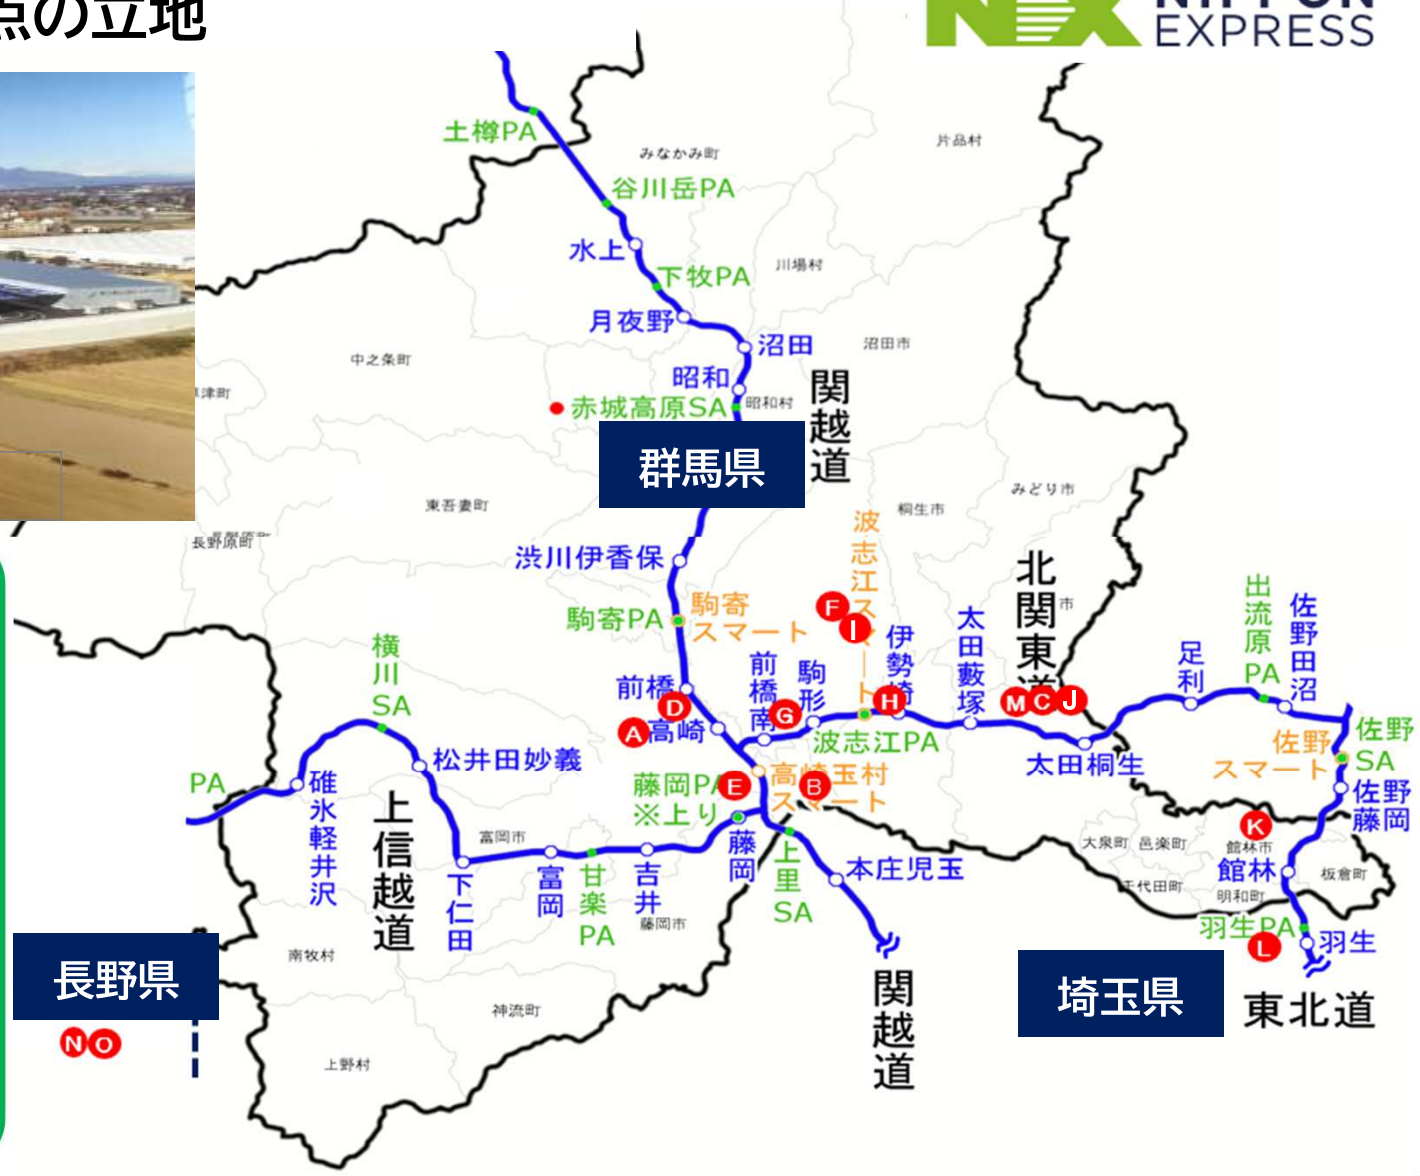 点の立地
NIPPON
EXPRESS
土樽PA
みなかみ町
片品村
谷川岳PA
水上
川場村
下牧PA
月夜野
沼田
沼田市
中之条町
津町
昭和
昭和村
赤城高原SA
関越道
群馬県
みどり市
東吾妻町
桐生市
長野原町
渋川伊香保
波志江スマート
北関東道
市
駒寄PA
駒寄
スマート
F
I
伊勢崎
太田藪塚
出流原PA
佐野田沼
横川SA
前橋
前橋南
駒形
足利
D
A
高崎
G
H
M
C
J
波志江PA
太田桐生
佐野
スマート
佐野
SA
松井田妙義
PA
碓氷軽井沢
藤岡PA
※上り
E
高崎玉村
スマート
B
佐野
藤岡
上信越道
富岡市
K
大泉町
邑楽町
館林市
館林
板倉町
千代田町
明和町
下仁田
富岡
甘楽PA
吉井
藤岡
上里SA
本庄児玉
藤岡市
羽生PA
L
羽生
南牧村
長野県
N
O
神流町
上野村
関越道
埼玉県
東北道